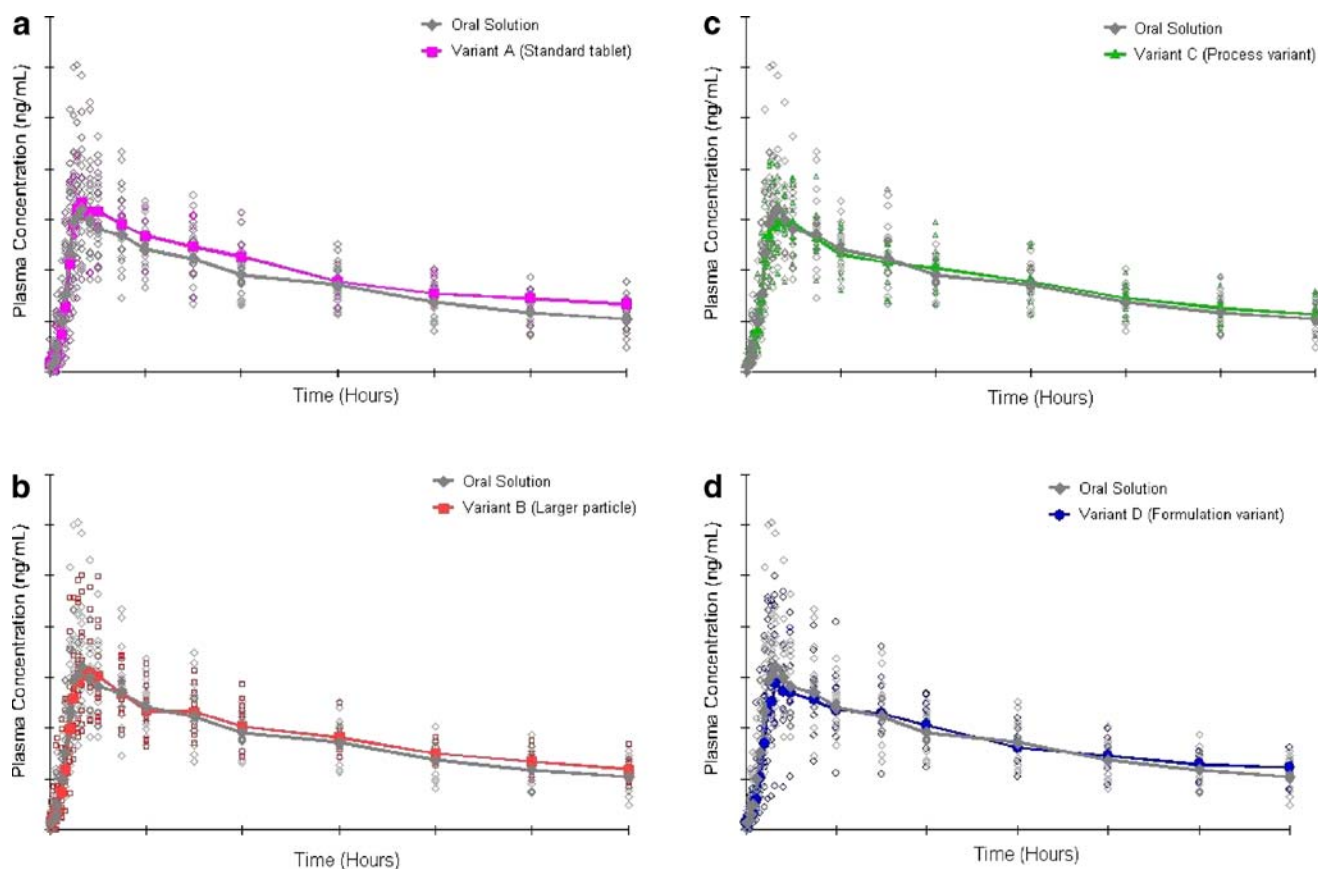 a
Oral Solution
Variant A (Standard tablet)
Plasma Concentration (ng/mL)
Time (Hours)
c
Oral Solution
Variant C (Process variant)
Plasma Concentration (ng/mL)
Time (Hours)
b
Oral Solution
Variant B (Larger particle)
Plasma Concentration (ng/mL)
Time (Hours)
d
Oral Solution
Variant D (Formulation variant)
Plasma Concentration (ng/mL)
Time (Hours)